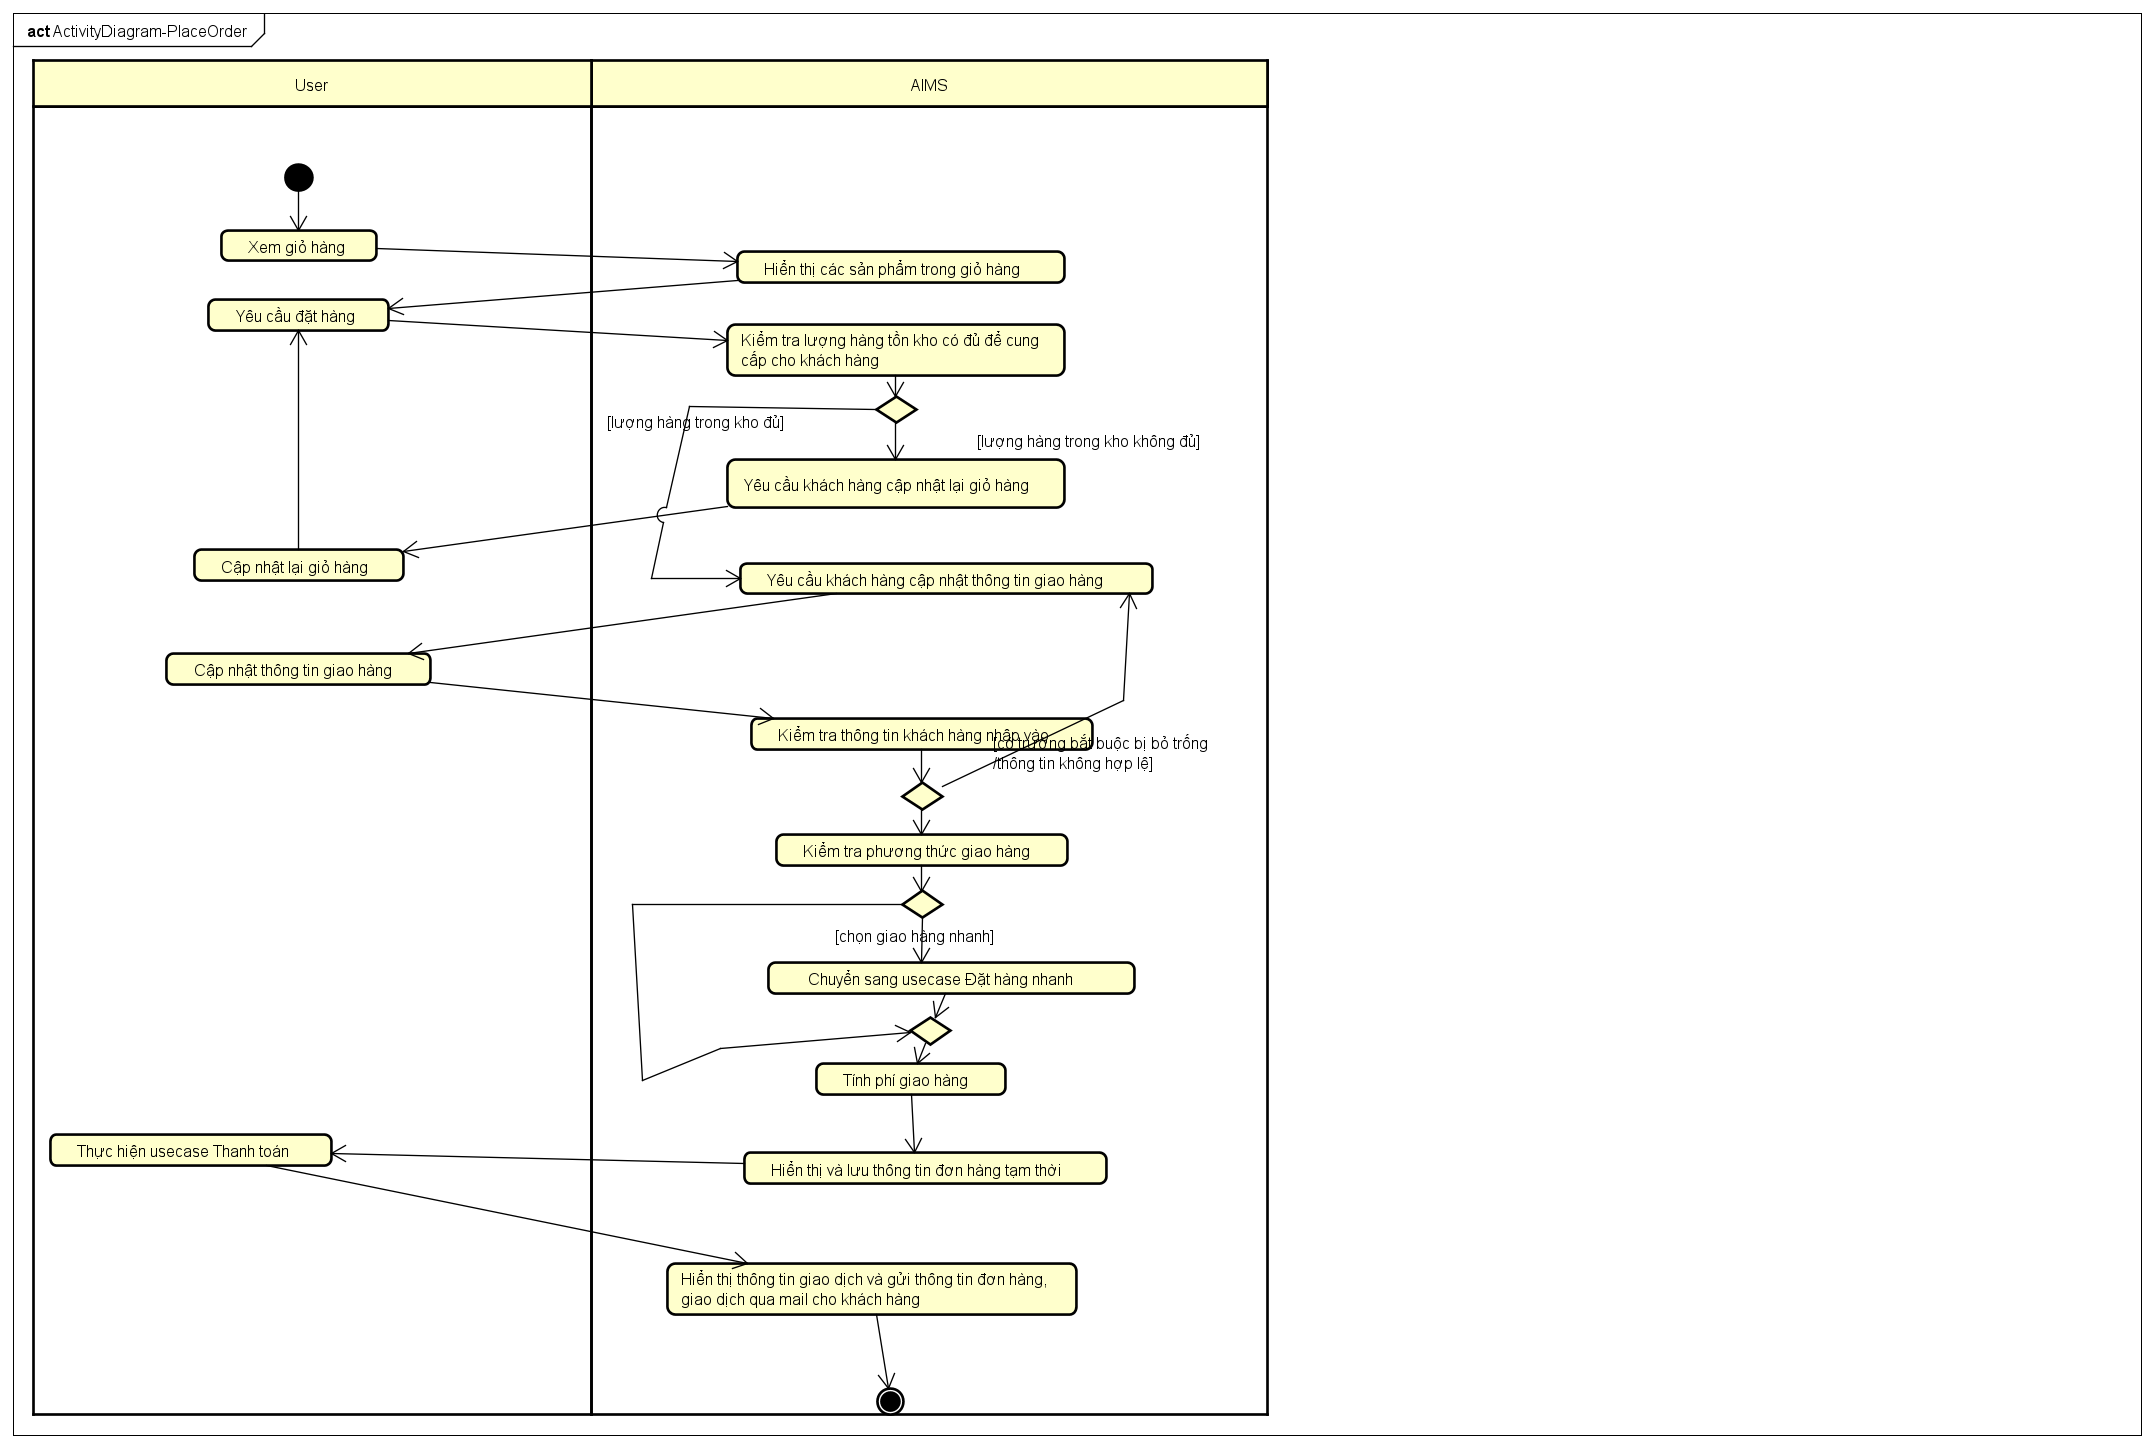 act ActivityDiagram-PlaceOrder
User
AIMS
Xem giỏ hàng
Hiển thị các sản phẩm trong giỏ hàng
Yêu cầu đặt hàng
Kiểm tra lượng hàng tồn kho có đủ để cung
cấp cho khách hàng
[lượng hàng trong kho đủ]
[lượng hàng trong kho không đủ]
Yêu cầu khách hàng cập nhật lại giỏ hàng
Cập nhật lại giỏ hàng
Yêu cầu khách hàng cập nhật thông tin giao hàng
Cập nhật thông tin giao hàng
Kiểm tra thông tin khách hàng nhập vào
[có trường bắt buộc bị bỏ trống
/thông tin không hợp lệ]
Kiểm tra phương thức giao hàng
[chọn giao hàng nhanh]
Chuyển sang usecase Đặt hàng nhanh
Tính phí giao hàng
Thực hiện usecase Thanh toán
Hiển thị và lưu thông tin đơn hàng tạm thời
Hiển thị thông tin giao dịch và gửi thông tin đơn hàng,
giao dịch qua mail cho khách hàng